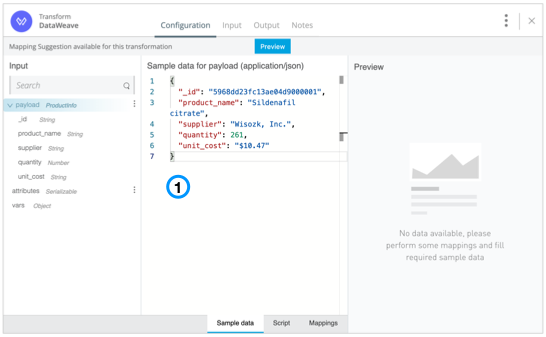 Transform
DataWeave
Configuration
Input
Output
Notes
Mapping Suggestion available for this transformation
Preview
Input
Search
payload ProductInfo
_id String
product_name String
supplier String
quantity Number
unit_cost String
attributes Serializable
vars Object
Sample data for payload (application/json)
1 {
2 "_id": "5968dd23fc13ae04d9000001",
3 "product_name": "Sildenafil
citrate",
4 "supplier": "Wisozk, Inc.",
5 "quantity": 261,
6 "unit_cost": "$10.47"
7 }
1
Sample data
Script
Mappings
Preview
No data available, please
perform some mappings and fill
required sample data